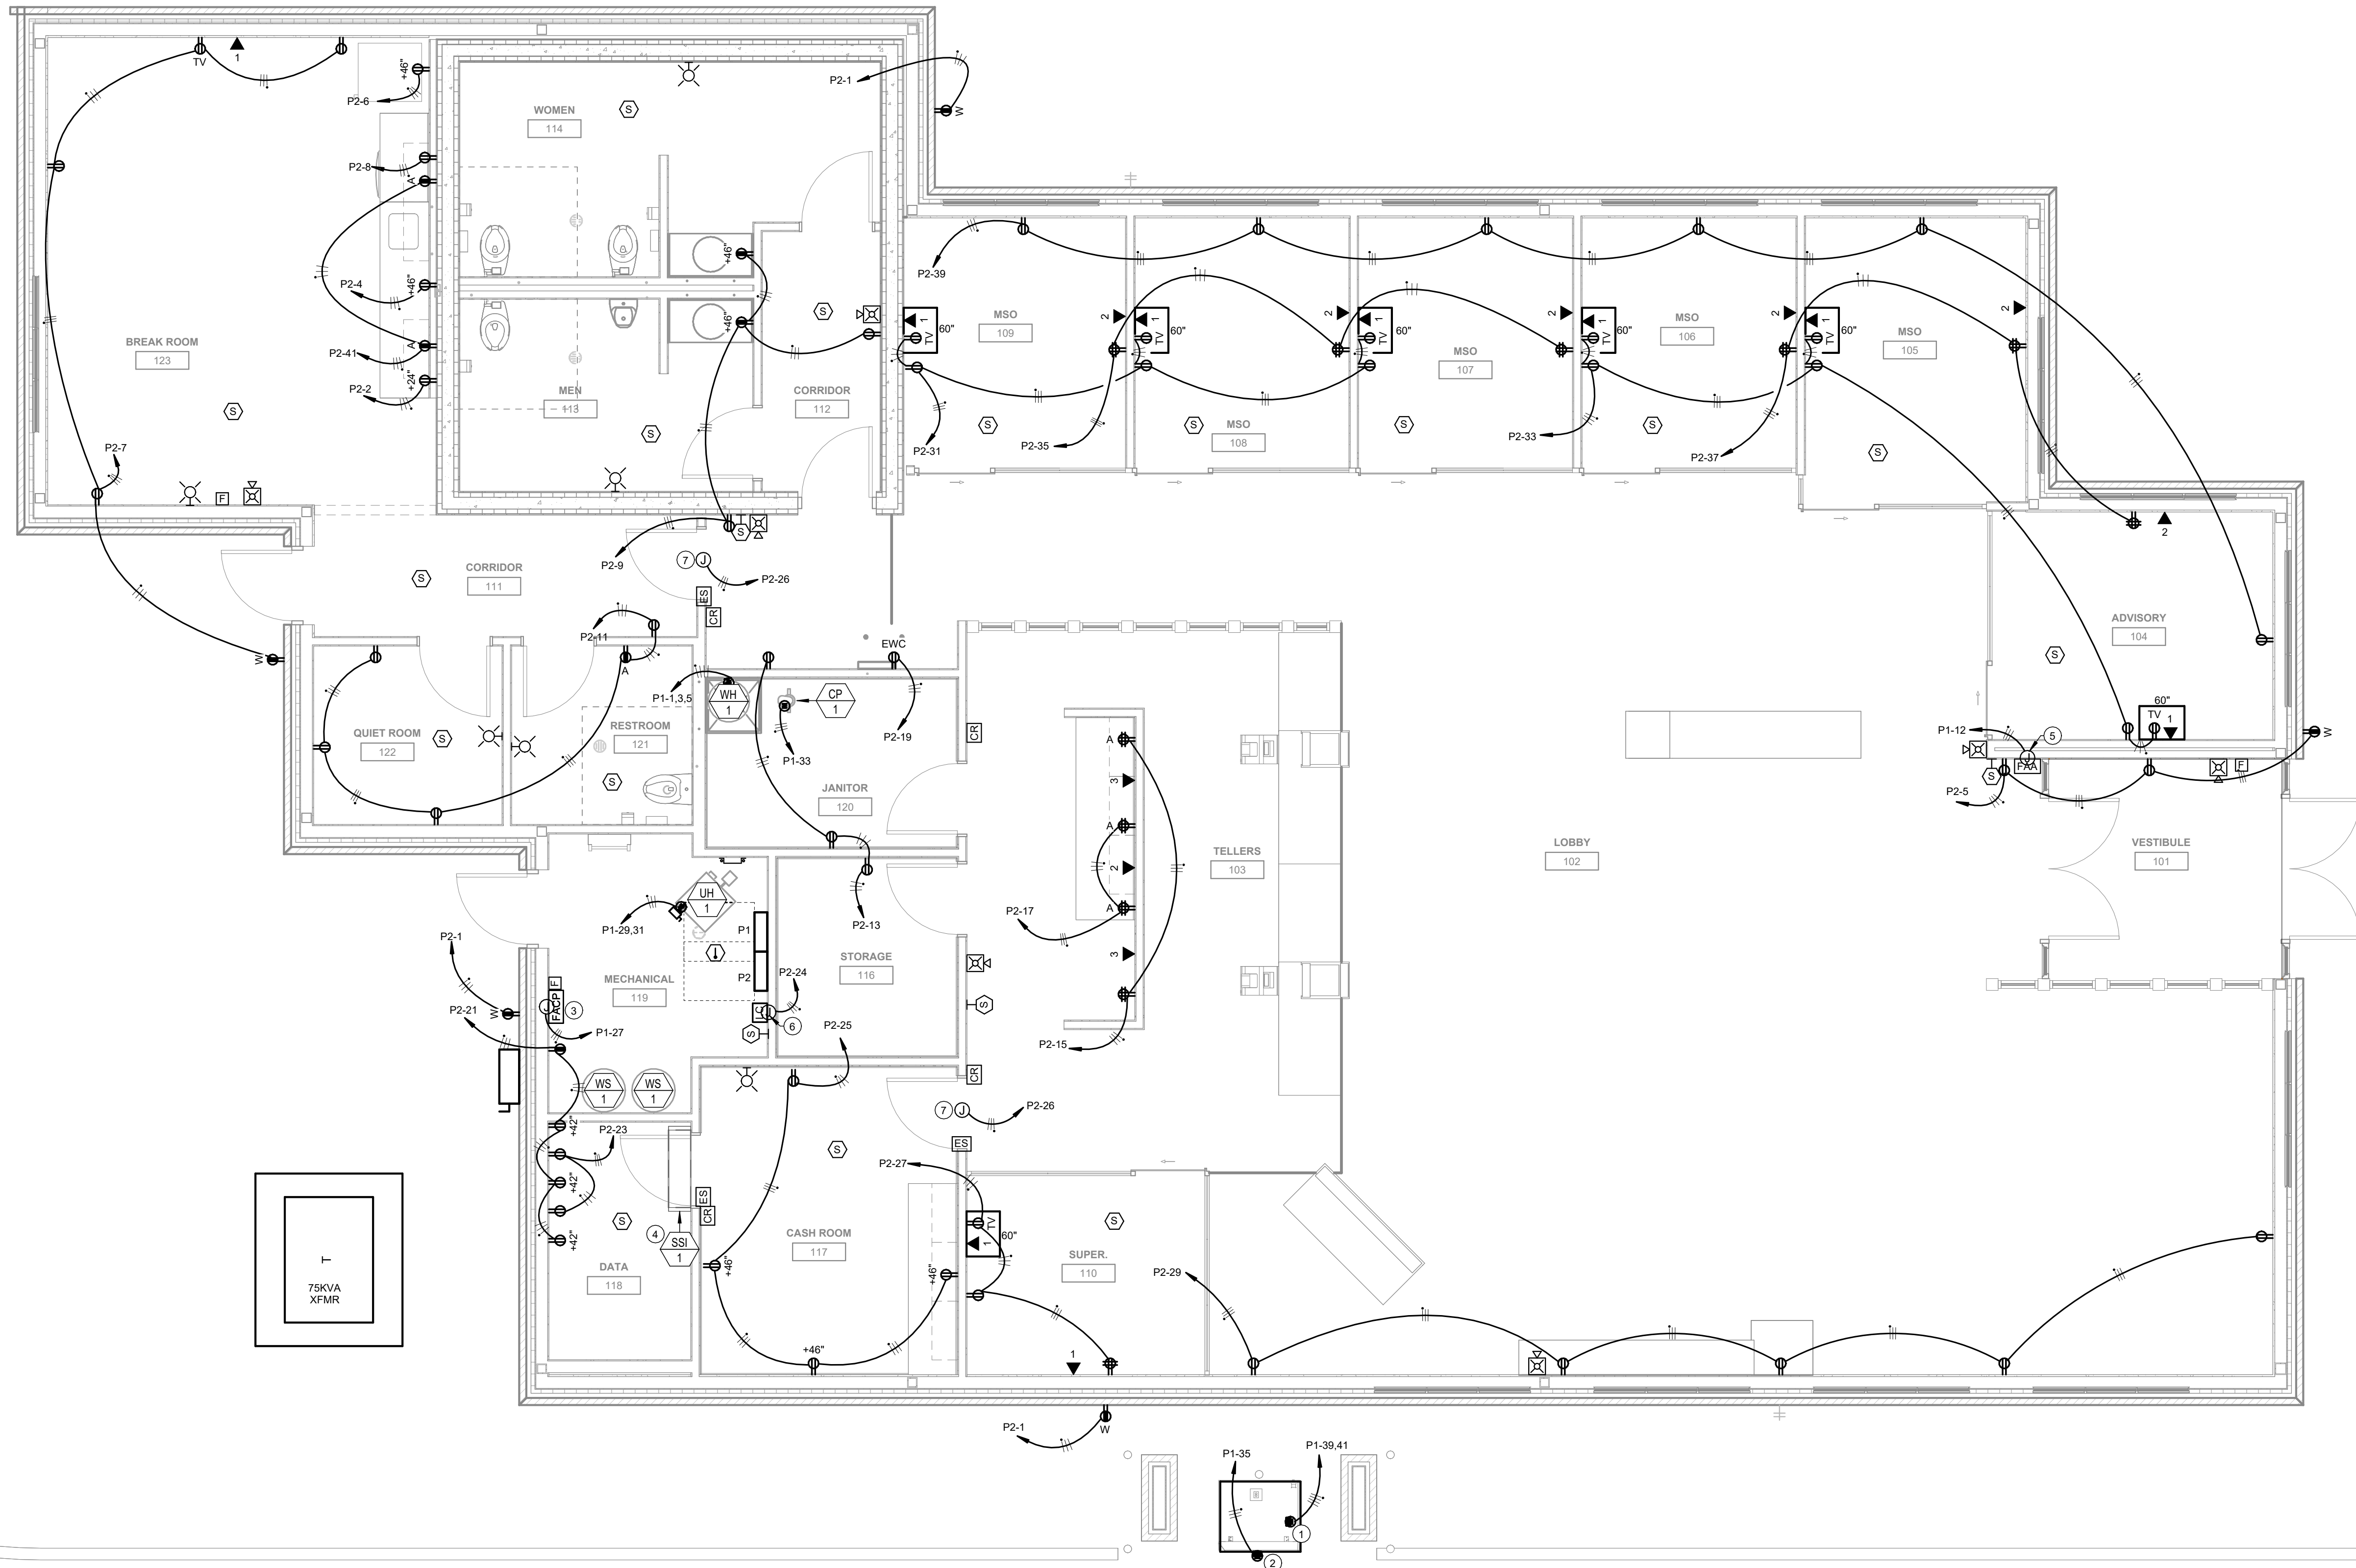 TV
1
+46"
P2-6
P2-1
W
WOMEN
114
S
P2-8
A
+46"
P2-4
P2-41
A
+24"
P2-2
BREAK ROOM
123
S
P2-7
F
MEN
113
S
+46"
+46"
S
CORRIDOR
112
P2-39
MSO
109
1
TV
60"
2
S
P2-31
P2-35
1
TV
60"
2
S
MSO
108
1
TV
60"
MSO
107
2
S
P2-33
1
TV
60"
MSO
106
2
S
P2-37
1
TV
60"
MSO
105
2
S
2
S
P2-9
7
J
P2-26
ES
CR
S
CORRIDOR
111
P2-11
A
W
EWC
P1-1,3,5
WH
1
CP
1
P2-19
P1-33
QUIET ROOM
122
S
RESTROOM
121
S
JANITOR
120
CR
A
3
A
2
A
3
P2-17
P2-15
TELLERS
103
LOBBY
102
ADVISORY
104
S
60"
TV
1
P1-12
5
J
FAA
S
P2-5
F
W
VESTIBULE
101
UH
1
P1-29,31
P1
P2
P2-13
STORAGE
116
MECHANICAL
119
P2-24
P2-1
P2-21
W
F
FACP
J
3
P1-27
LC
J
6
S
P2-25
S
CR
WS
1
WS
1
7
J
P2-26
ES
+42"
P2-23
+42"
+42"
S
ES
CR
4
SSI
1
DATA
118
S
CASH ROOM
117
+46"
+46"
+46"
P2-27
TV
1
60"
S
SUPER.
110
1
P2-29
T
75KVA
XFMR
P2-1
W
P1-35
P1-39,41
1
2